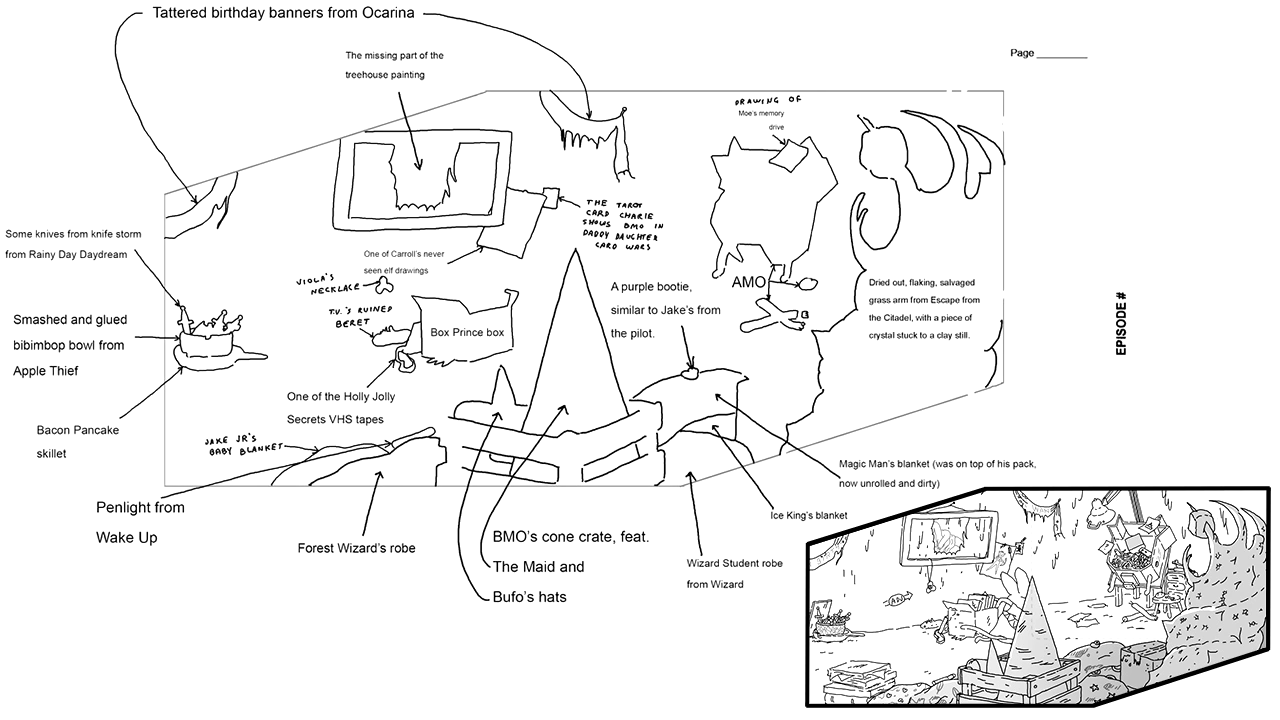 Tattered birthday banners from Ocarina
Page ________
The missing part of the
treehouse painting
DRAWING OF
Moe's memory
drive
Some knives from knife storm
from Rainy Day Daydream
THE TAROT
CARD CHARLIE
SHOWS BMO IN
DADDY DAUGHTER
CARD WARS
One of Carroll's never
seen elf drawings
VIOLA'S
NECKLACE
A purple bootie,
similar to Jake's from
the pilot.
AMO
Dried out, flaking, salvaged
grass arm from Escape from
the Citadel, with a piece of
crystal stuck to a clay still.
EPISODE #
T.V.'S RUINED
BERET
Box Prince box
Smashed and glued
bibimbop bowl from
Apple Thief
One of the Holly Jolly
Secrets VHS tapes
Bacon Pancake
skillet
JAKE JR'S
BABY BLANKET
Magic Man's blanket (was on top of his pack,
now unrolled and dirty)
Penlight from
Wake Up
Ice King's blanket
Forest Wizard's robe
BMO's cone crate, feat.
The Maid and
Bufo's hats
Wizard Student robe
from Wizard